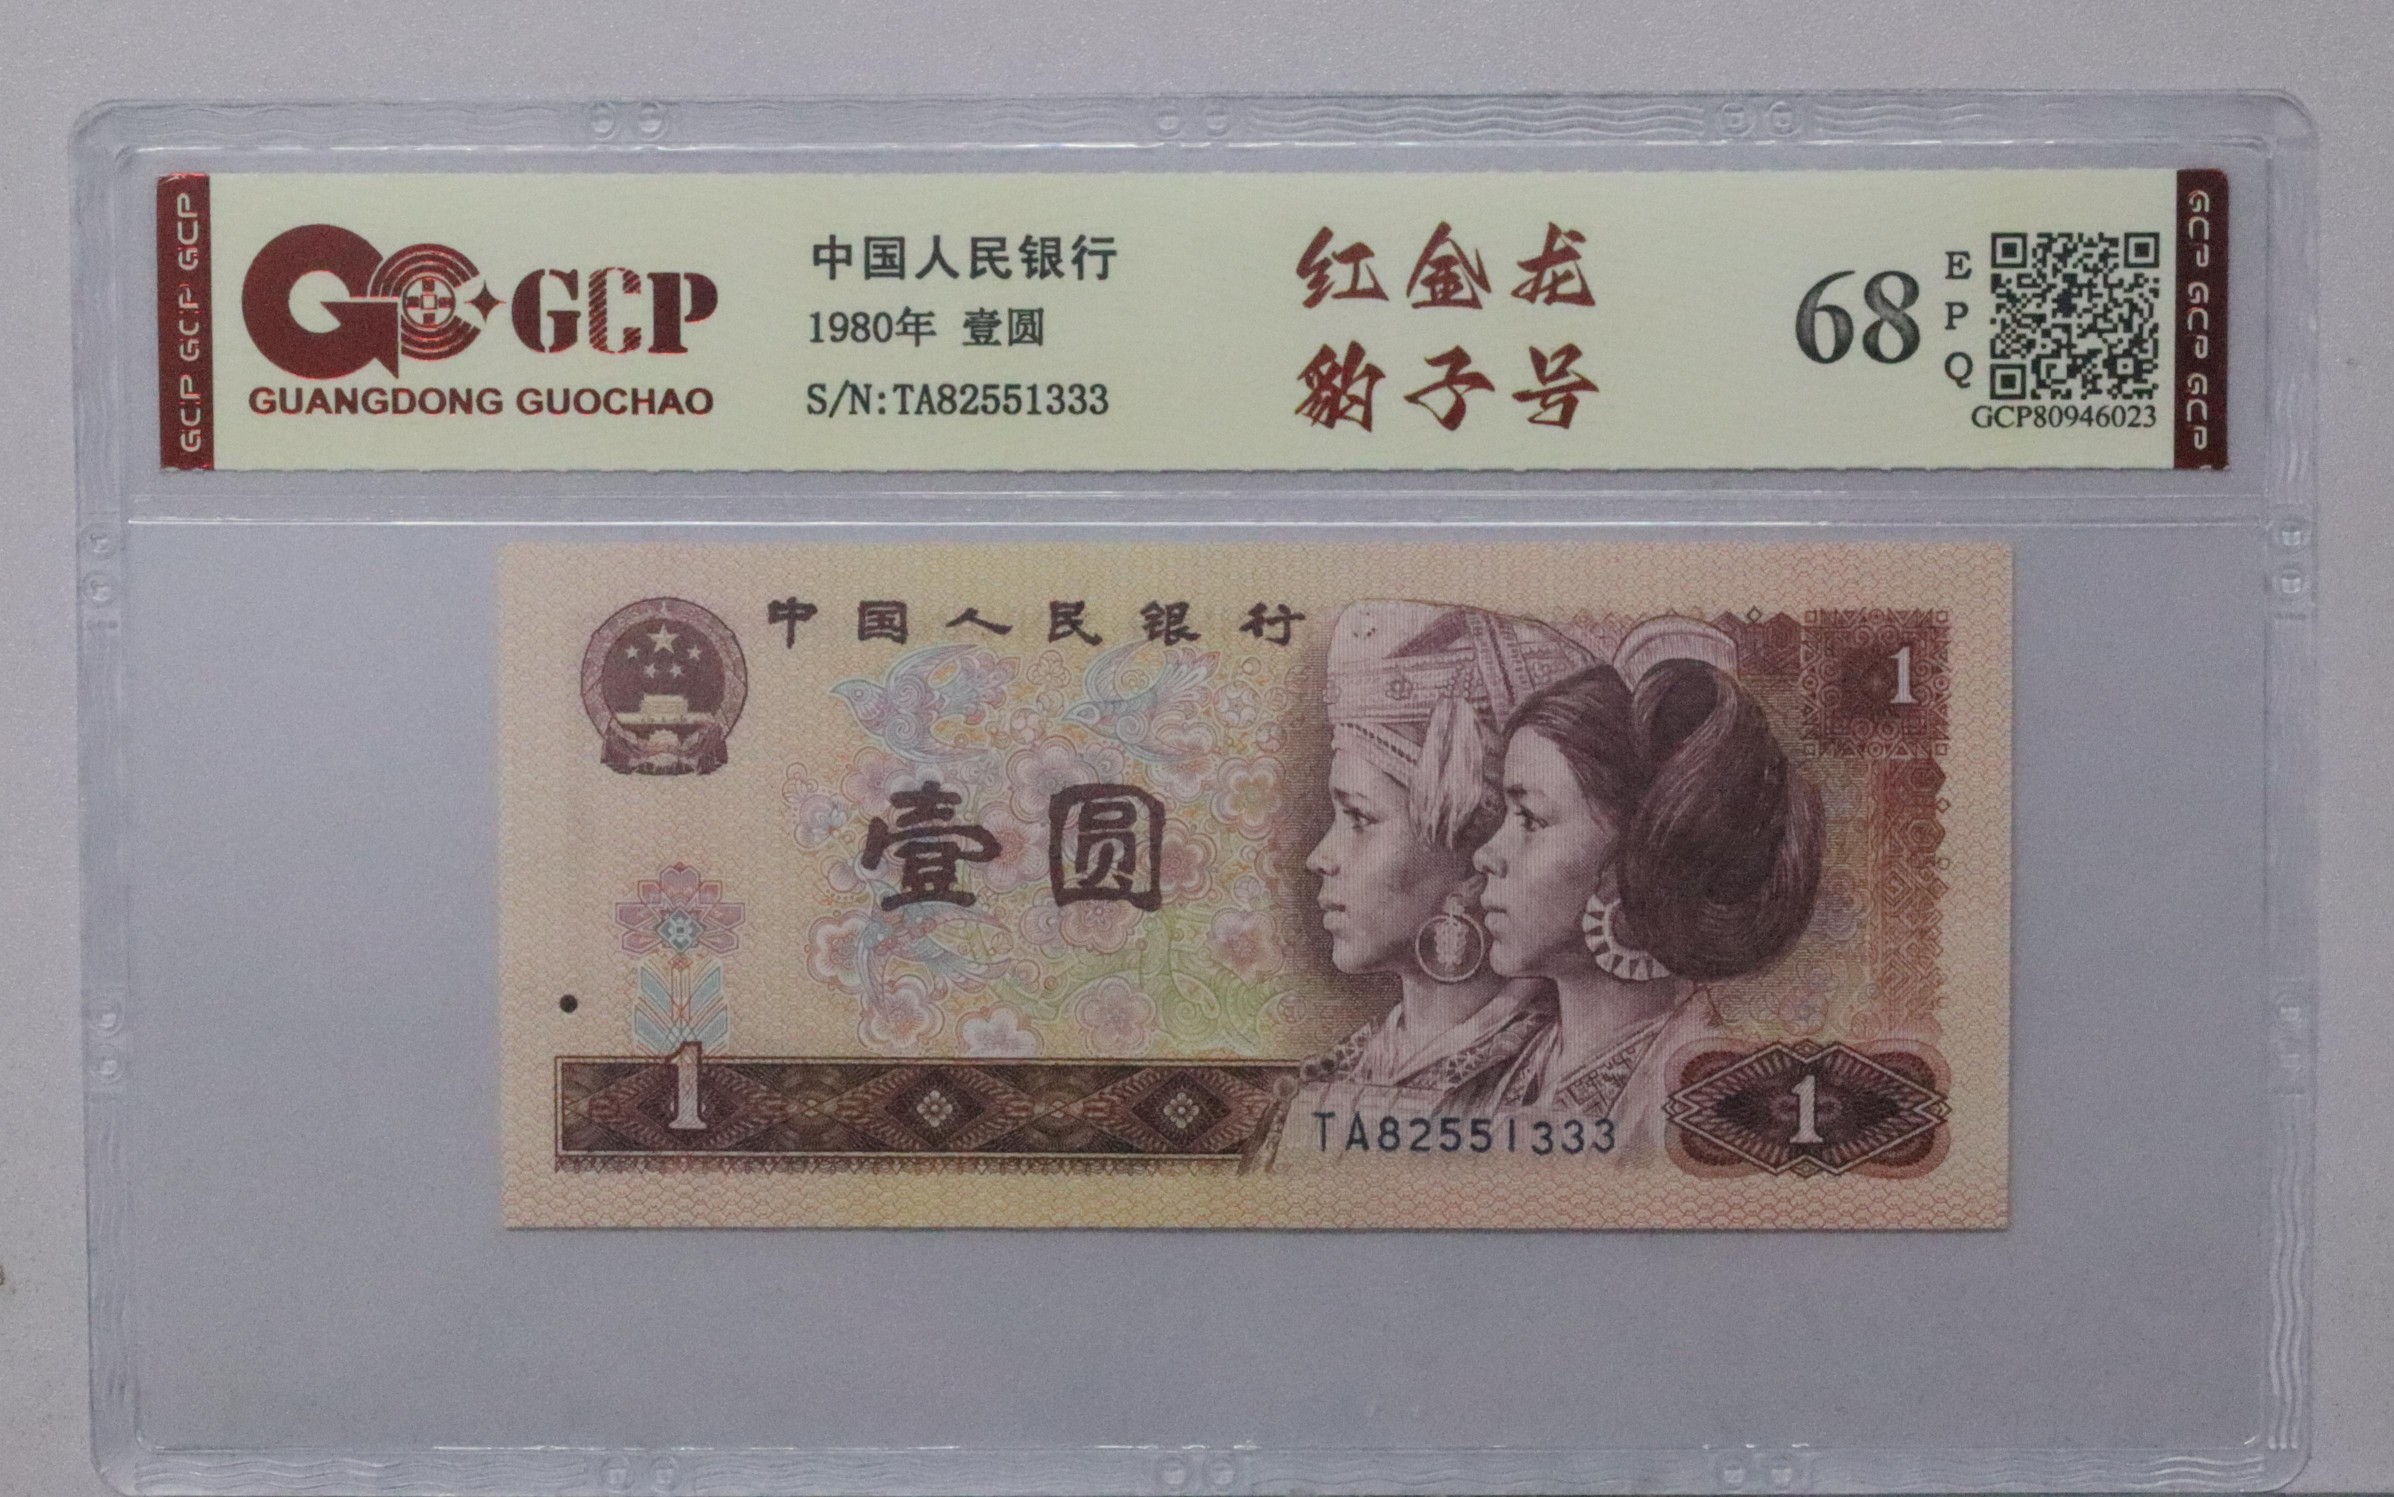 GCP GCP GCP
GCP
GUANGDONG GUOCHAO
中国人民银行
1980年 壹圆
S/N:TA82551333
红金龙
豹子号
68
EPQ
GCP80946023
GCP GCP GCP
中国人民银行
1
壹圆
1
TA82551333
1